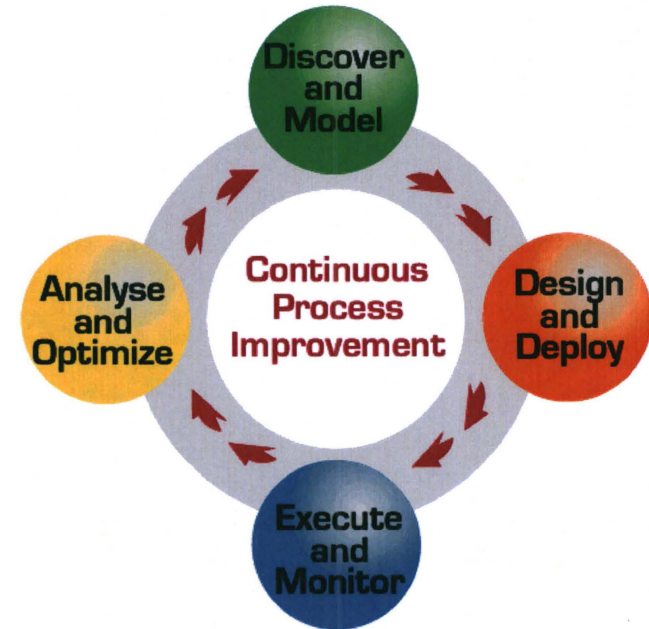 Discover
and
Model
Design
and
Deploy
Execute
and
Monitor
Analyse
and
Optimize
Continuous
Process
Improvement